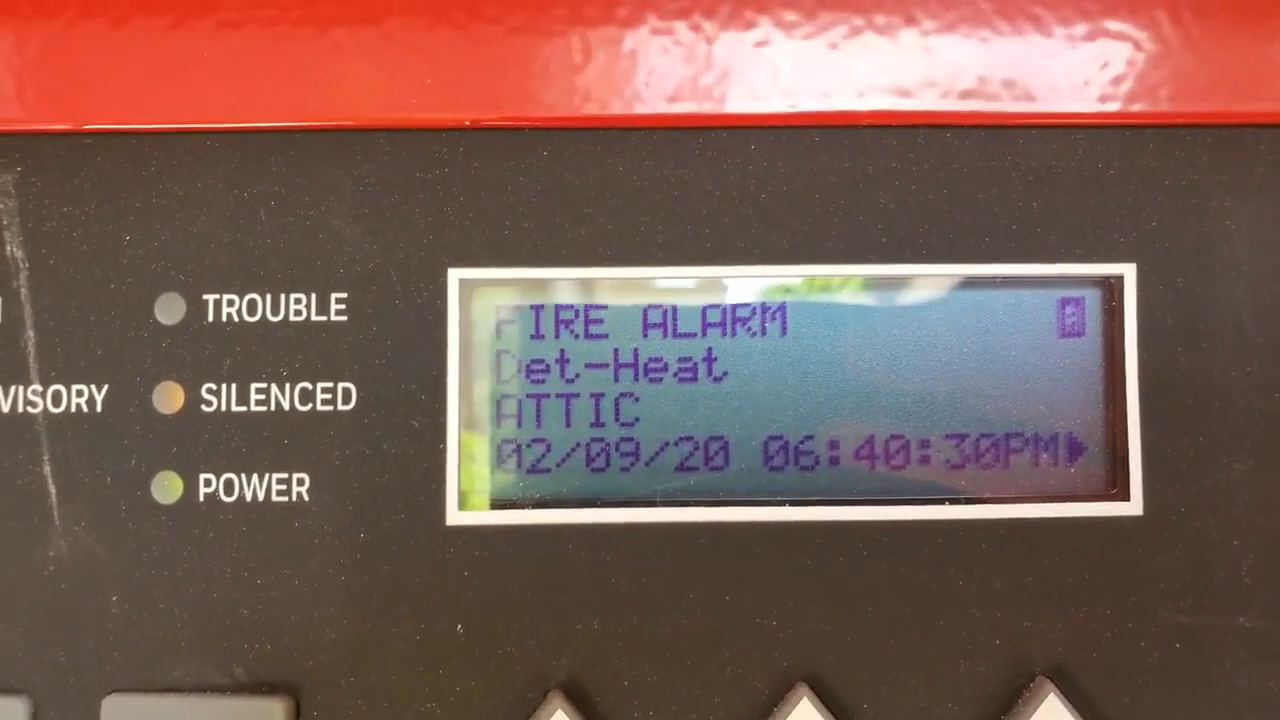 TROUBLE
VISORY
SILENCED
POWER
FIRE ALARM
Det-Heat
ATTIC
02/09/20 06:40:30PM